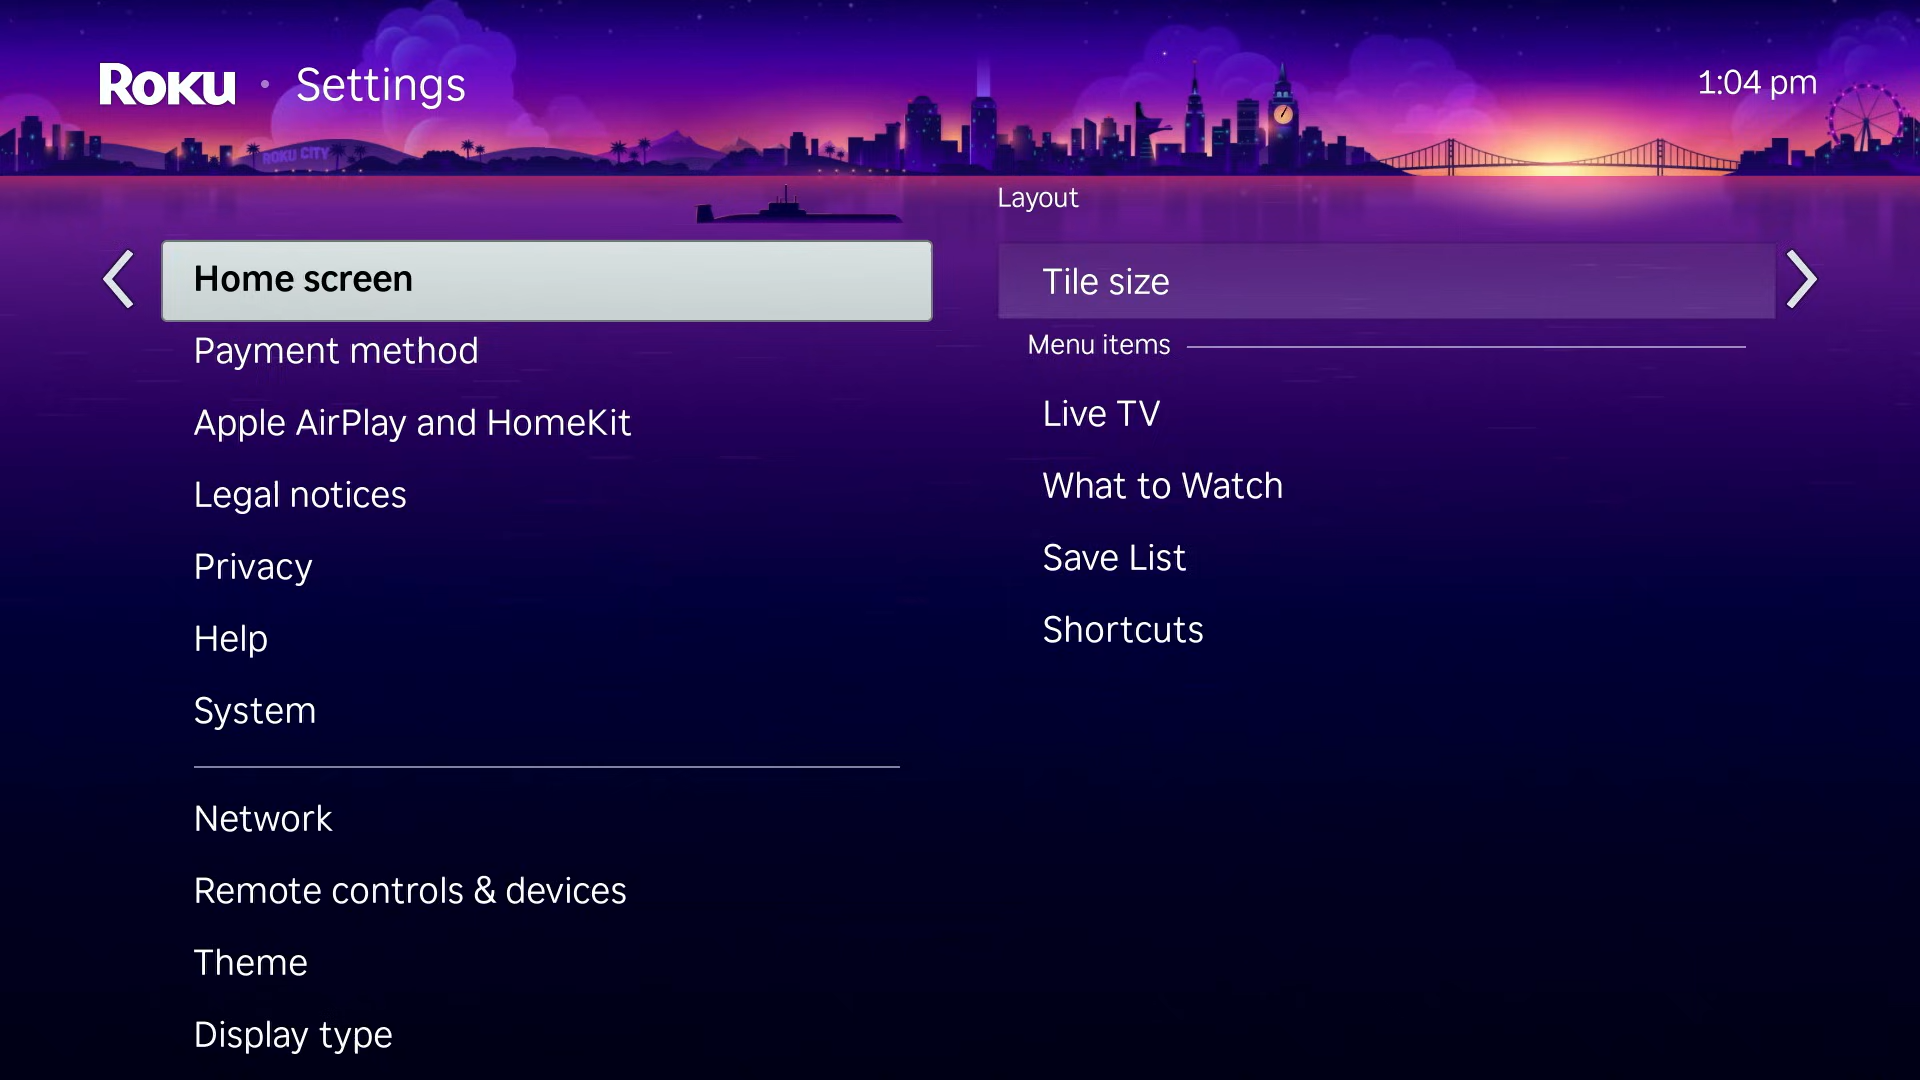 Roku • Settings
1:04 pm
ROKU CITY
Layout
Home screen
Payment method
Apple AirPlay and HomeKit
Legal notices
Privacy
Help
System
Network
Remote controls & devices
Theme
Display type
Tile size
Menu items
Live TV
What to Watch
Save List
Shortcuts